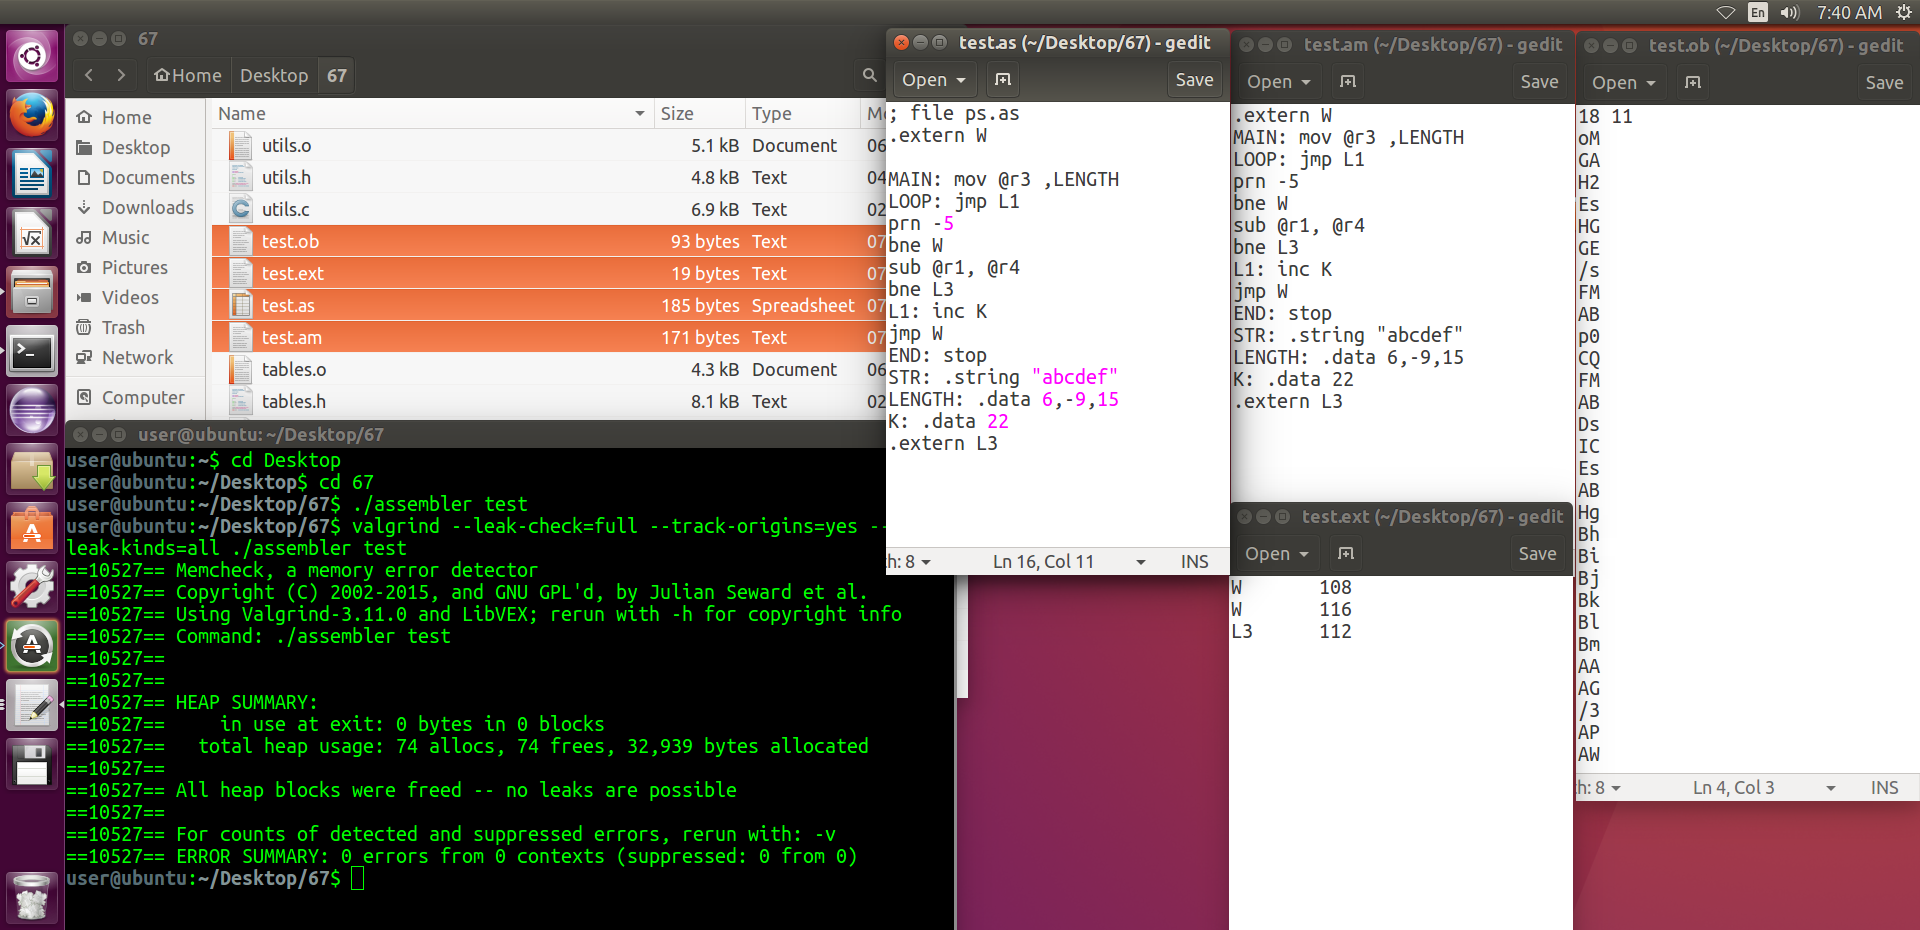 En
7:40 AM
67
Home
Desktop
67
Home
Desktop
Documents
Downloads
Music
Pictures
Videos
Trash
Network
Computer
Name Size Type
utils.o 5.1 kB Document 06
utils.h 4.8 kB Text 04
utils.c 6.9 kB Text 02
test.ob 93 bytes Text 07
test.ext 19 bytes Text 07
test.as 185 bytes Spreadsheet 07
test.am 171 bytes Text 07
tables.o 4.3 kB Document 06
tables.h 8.1 kB Text 02
user@ubuntu: ~/Desktop/67
user@ubuntu:~$ cd Desktop
user@ubuntu:~/Desktop$ cd 67
user@ubuntu:~/Desktop/67$ ./assembler test
user@ubuntu:~/Desktop/67$ valgrind --leak-check=full --track-origins=yes --
leak-kinds=all ./assembler test
==10527== Memcheck, a memory error detector
==10527== Copyright (C) 2002-2015, and GNU GPL'd, by Julian Seward et al.
==10527== Using Valgrind-3.11.0 and LibVEX; rerun with -h for copyright info
==10527== Command: ./assembler test
==10527==
==10527==
==10527== HEAP SUMMARY:
==10527==     in use at exit: 0 bytes in 0 blocks
==10527==   total heap usage: 74 allocs, 74 frees, 32,939 bytes allocated
==10527==
==10527== All heap blocks were freed -- no leaks are possible
==10527==
==10527== For counts of detected and suppressed errors, rerun with: -v
==10527== ERROR SUMMARY: 0 errors from 0 contexts (suppressed: 0 from 0)
user@ubuntu:~/Desktop/67$
test.as (~/Desktop/67) - gedit
Open Save
; file ps.as
.extern W
MAIN: mov @r3 ,LENGTH
LOOP: jmp L1
prn -5
bne W
sub @r1, @r4
bne L3
L1: inc K
jmp W
END: stop
STR: .string "abcdef"
LENGTH: .data 6,-9,15
K: .data 22
.extern L3
h: 8 Ln 16, Col 11 INS
test.am (~/Desktop/67) - gedit
Open Save
.extern W
MAIN: mov @r3 ,LENGTH
LOOP: jmp L1
prn -5
bne W
sub @r1, @r4
bne L3
L1: inc K
jmp W
END: stop
STR: .string "abcdef"
LENGTH: .data 6,-9,15
K: .data 22
.extern L3
test.ext (~/Desktop/67) - gedit
Open Save
W 108
W 116
L3 112
test.ob (~/Desktop/67) - gedit
Open Save
18 11
oM
GA
H2
Es
HG
GE
/s
FM
AB
p0
CQ
FM
AB
Ds
IC
Es
AB
Hg
Bh
Bi
Bj
Bk
Bl
Bm
AA
AG
/3
AP
AW
h: 8 Ln 4, Col 3 INS